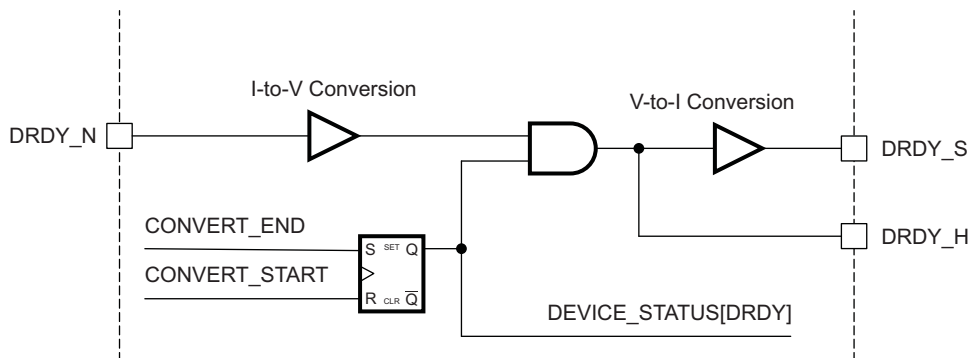 I-to-V Conversion
V-to-I Conversion
DRDY_N
DRDY_S
CONVERT_END
DRDY_H
S SET Q
CONVERT_START
R CLR Q̅
DEVICE_STATUS[DRDY]